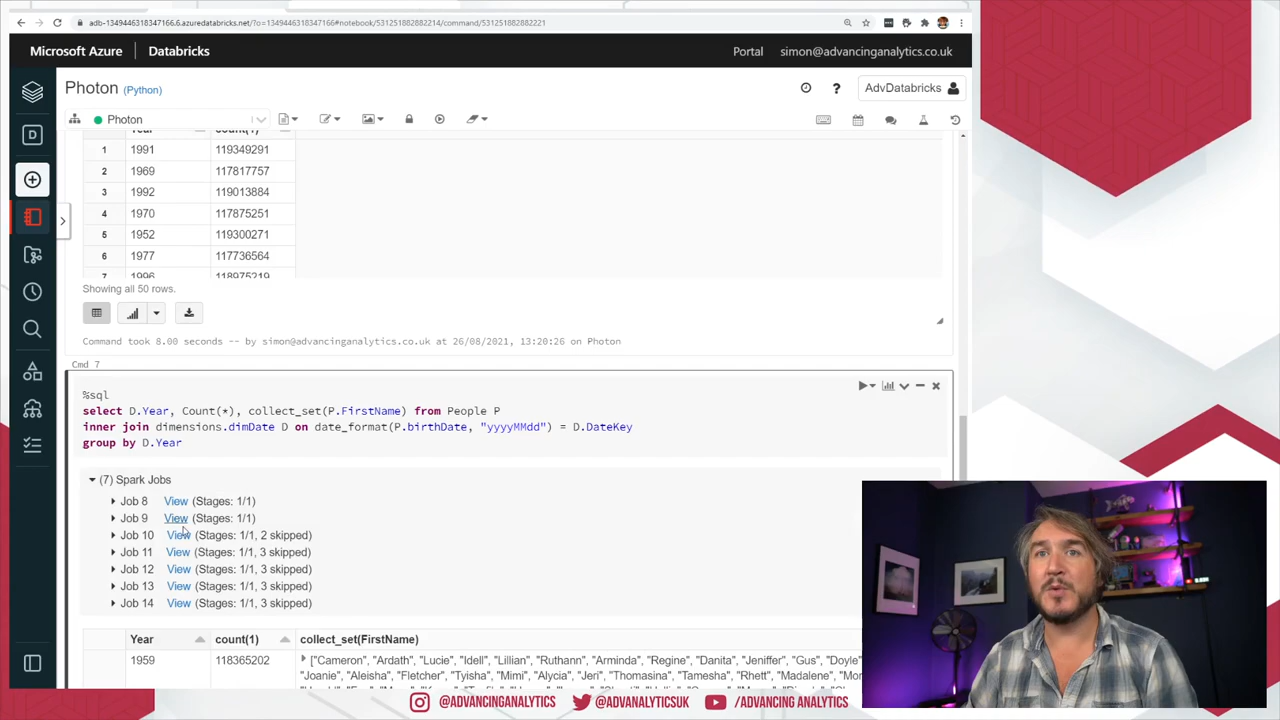 adb-1349446318347166.6.azuredatabricks.net/?o=1349446318347166#notebook/531251882882214/command/531251882882221
Microsoft Azure Databricks Portal simon@advancinganalytics.co.uk
Photon (Python) AdvDatabricks
Photon
Year count(1)
1 1991 119349291
2 1969 117817757
3 1992 119013884
4 1970 117875251
5 1952 119300271
6 1977 117736564
7 1996 118975219
Showing all 50 rows.
Command took 8.00 seconds -- by simon@advancinganalytics.co.uk at 26/08/2021, 13:20:26 on Photon
Cmd 7
%sql
select D.Year, Count(*), collect_set(P.FirstName) from People P
inner join dimensions.dimDate D on date_format(P.birthDate, "yyyyMMdd") = D.DateKey
group by D.Year
(7) Spark Jobs
Job 8 View (Stages: 1/1)
Job 9 View (Stages: 1/1)
Job 10 View (Stages: 1/1, 2 skipped)
Job 11 View (Stages: 1/1, 3 skipped)
Job 12 View (Stages: 1/1, 3 skipped)
Job 13 View (Stages: 1/1, 3 skipped)
Job 14 View (Stages: 1/1, 3 skipped)
Year count(1) collect_set(FirstName)
1959 118365202 ["Cameron", "Ardath", "Lucie", "Idell", "Lillian", "Ruthann", "Arminda", "Regine", "Danita", "Jeniffer", "Gus", "Doyle"
"Joanie", "Aleisha", "Fletcher", "Tyisha", "Mimi", "Alycia", "Jeri", "Thomasina", "Tamesha", "Rhett", "Madalene", "Mor
@ADVANCINGANALYTICS @ADVANALYTICSUK /ADVANCING ANALYTICS